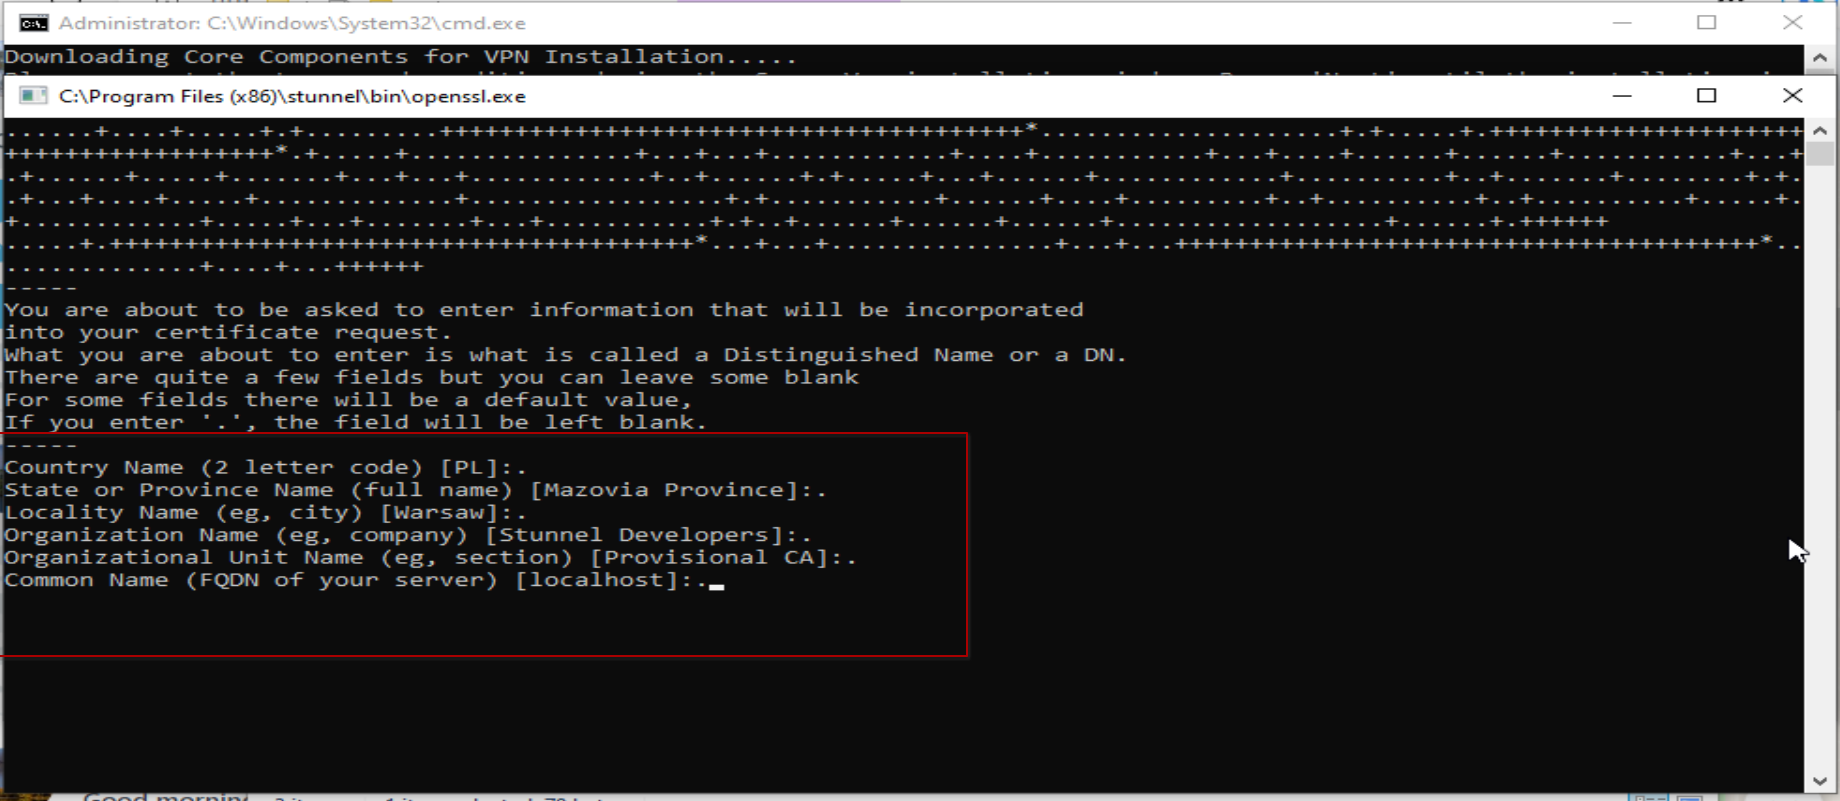 Administrator: C:\Windows\System32\cmd.exe
Downloading Core Components for VPN Installation.....
C:\Program Files (x86)\stunnel\bin\openssl.exe
-----
You are about to be asked to enter information that will be incorporated
into your certificate request.
What you are about to enter is what is called a Distinguished Name or a DN.
There are quite a few fields but you can leave some blank
For some fields there will be a default value,
If you enter '.', the field will be left blank.
-----
Country Name (2 letter code) [PL]:.
State or Province Name (full name) [Mazovia Province]:.
Locality Name (eg, city) [Warsaw]:.
Organization Name (eg, company) [Stunnel Developers]:.
Organizational Unit Name (eg, section) [Provisional CA]:.
Common Name (FQDN of your server) [localhost]:.
Good morning